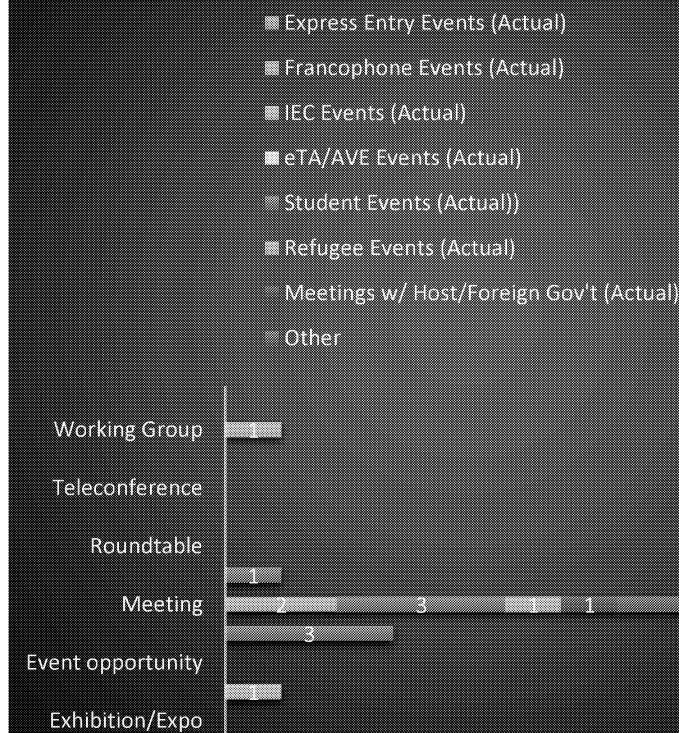 Express Entry Events (Actual)
Francophone Events (Actual)
IEC Events (Actual)
eTA/AVE Events (Actual)
Student Events (Actual))
Refugee Events (Actual)
Meetings w/ Host/Foreign Gov't (Actual)
Other
Working Group 1
Teleconference
Roundtable
1
Meeting 2 3 1 1
3
Event opportunity
1
Exhibition/Expo